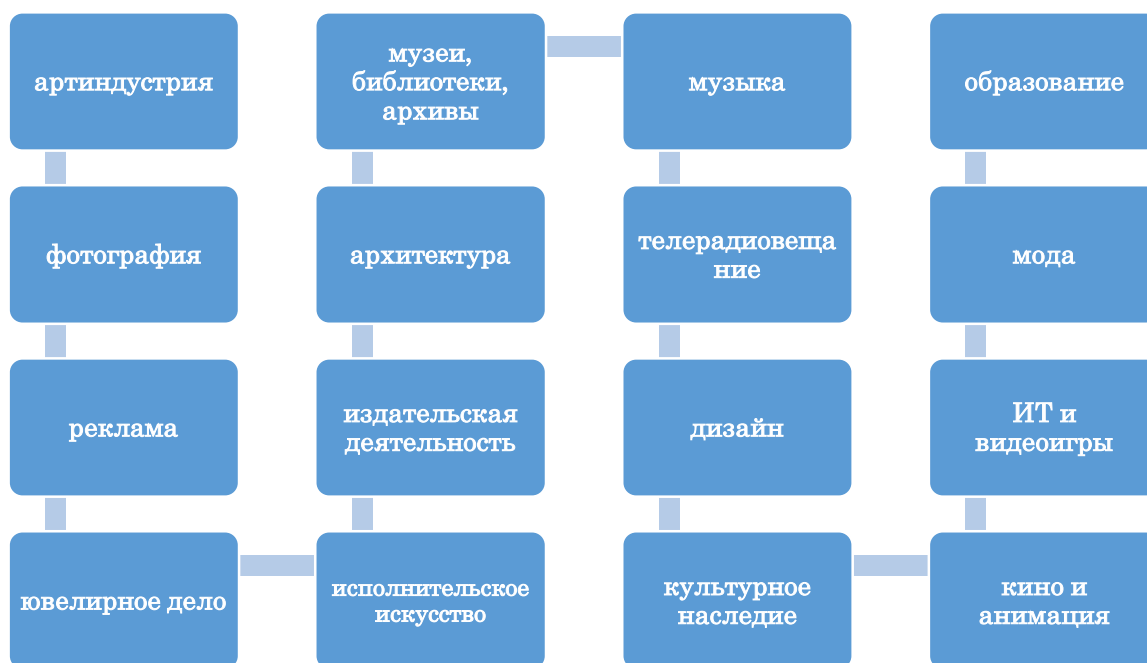 артиндустрия
фотография
реклама
ювелирное дело
исполнительское
искусство
издательская
деятельность
архитектура
музеи,
библиотеки,
архивы
музыка
телерадиовеща
ние
дизайн
культурное
наследие
кино и
анимация
ИТ и
видеоигры
мода
образование